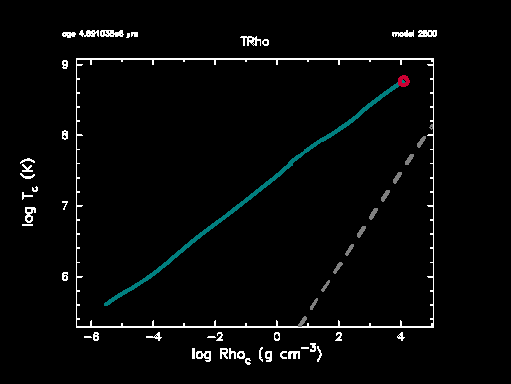 age 4.691035e6 yrs
model 2800
TRho
9
8
7
6
log T_c (K)
-6 -4 -2 0 2 4
log Rho_c (g cm^-3)